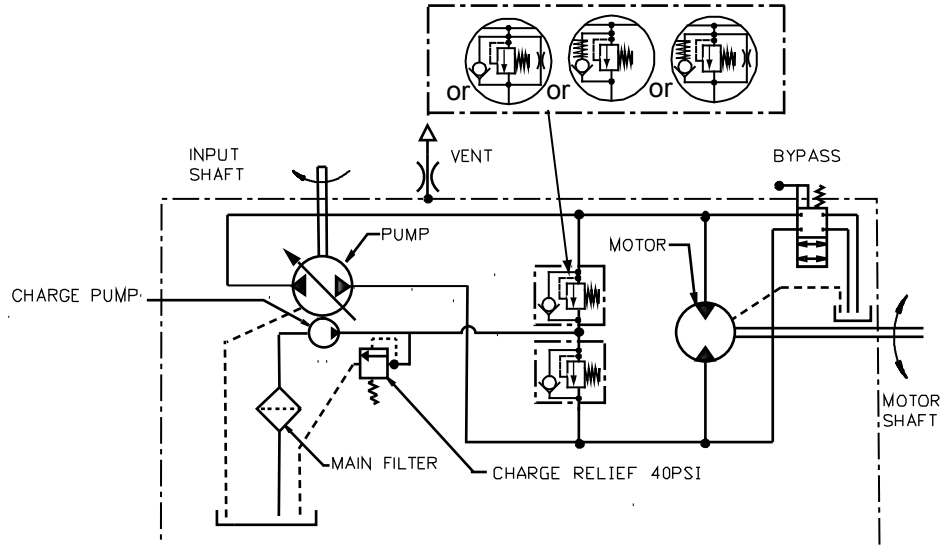 or
or
or
INPUT
SHAFT
VENT
BYPASS
PUMP
MOTOR
CHARGE PUMP
MOTOR
SHAFT
MAIN FILTER
CHARGE RELIEF 40PSI